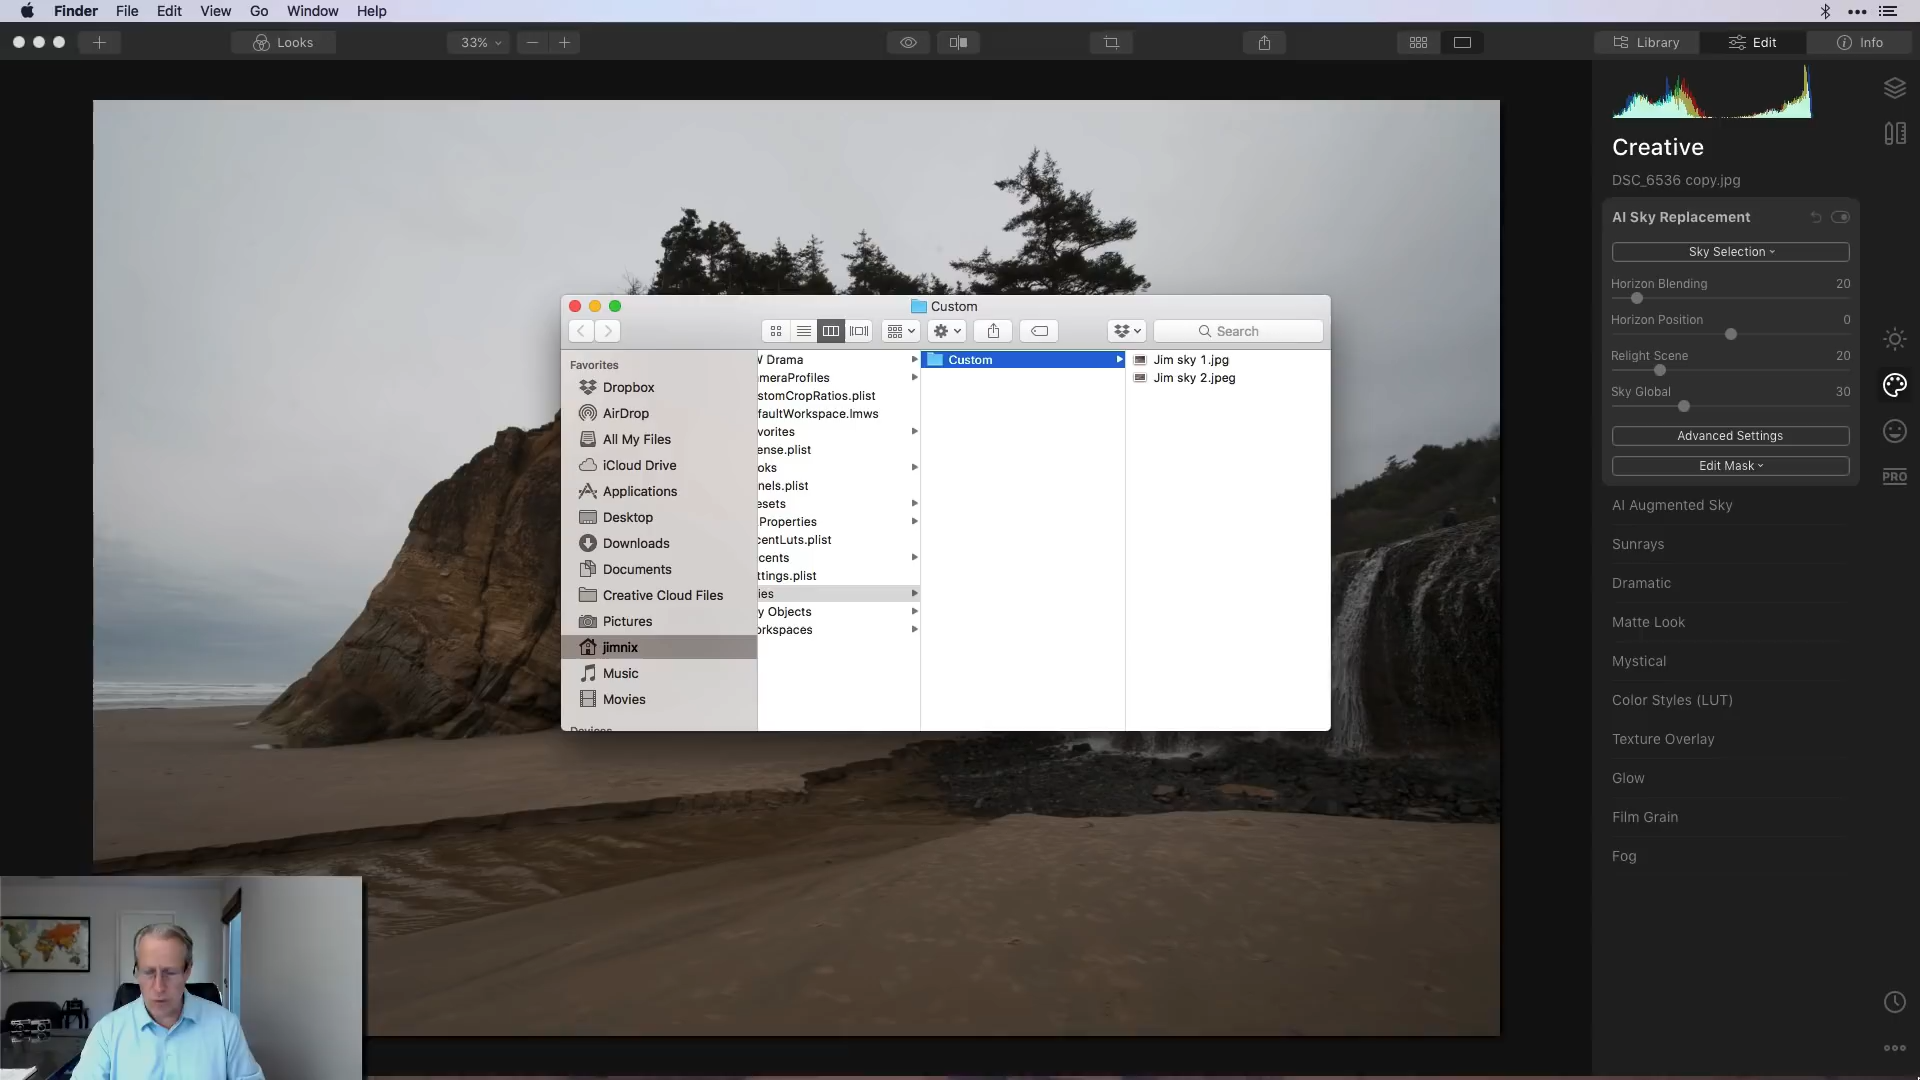 Finder File Edit View Go Window Help
Looks 33% Library Edit Info
Creative
DSC_6536 copy.jpg
AI Sky Replacement
Sky Selection
Horizon Blending 20
Horizon Position 0
Relight Scene 20
Sky Global 30
Advanced Settings
Edit Mask
AI Augmented Sky
Sunrays
Dramatic
Matte Look
Mystical
Color Styles (LUT)
Texture Overlay
Glow
Film Grain
Fog
PRO
Custom
Search
Favorites
Dropbox
AirDrop
All My Files
iCloud Drive
Applications
Desktop
Downloads
Documents
Creative Cloud Files
Pictures
jimnix
Music
Movies
Devices
W Drama
meraProfiles
stomCropRatios.plist
faultWorkspace.lmws
vorites
ense.plist
oks
nels.plist
esets
Properties
centLuts.plist
cents
ttings.plist
ies
y Objects
orkspaces
Custom
Jim sky 1.jpg
Jim sky 2.jpeg